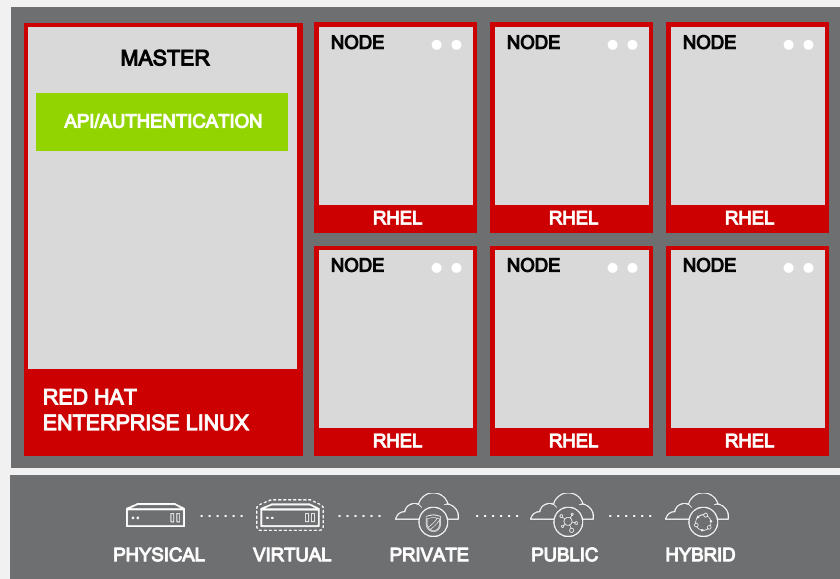 MASTER
API/AUTHENTICATION
RED HAT
ENTERPRISE LINUX
NODE
RHEL
NODE
RHEL
NODE
RHEL
NODE
RHEL
NODE
RHEL
NODE
RHEL
PHYSICAL
VIRTUAL
PRIVATE
PUBLIC
HYBRID